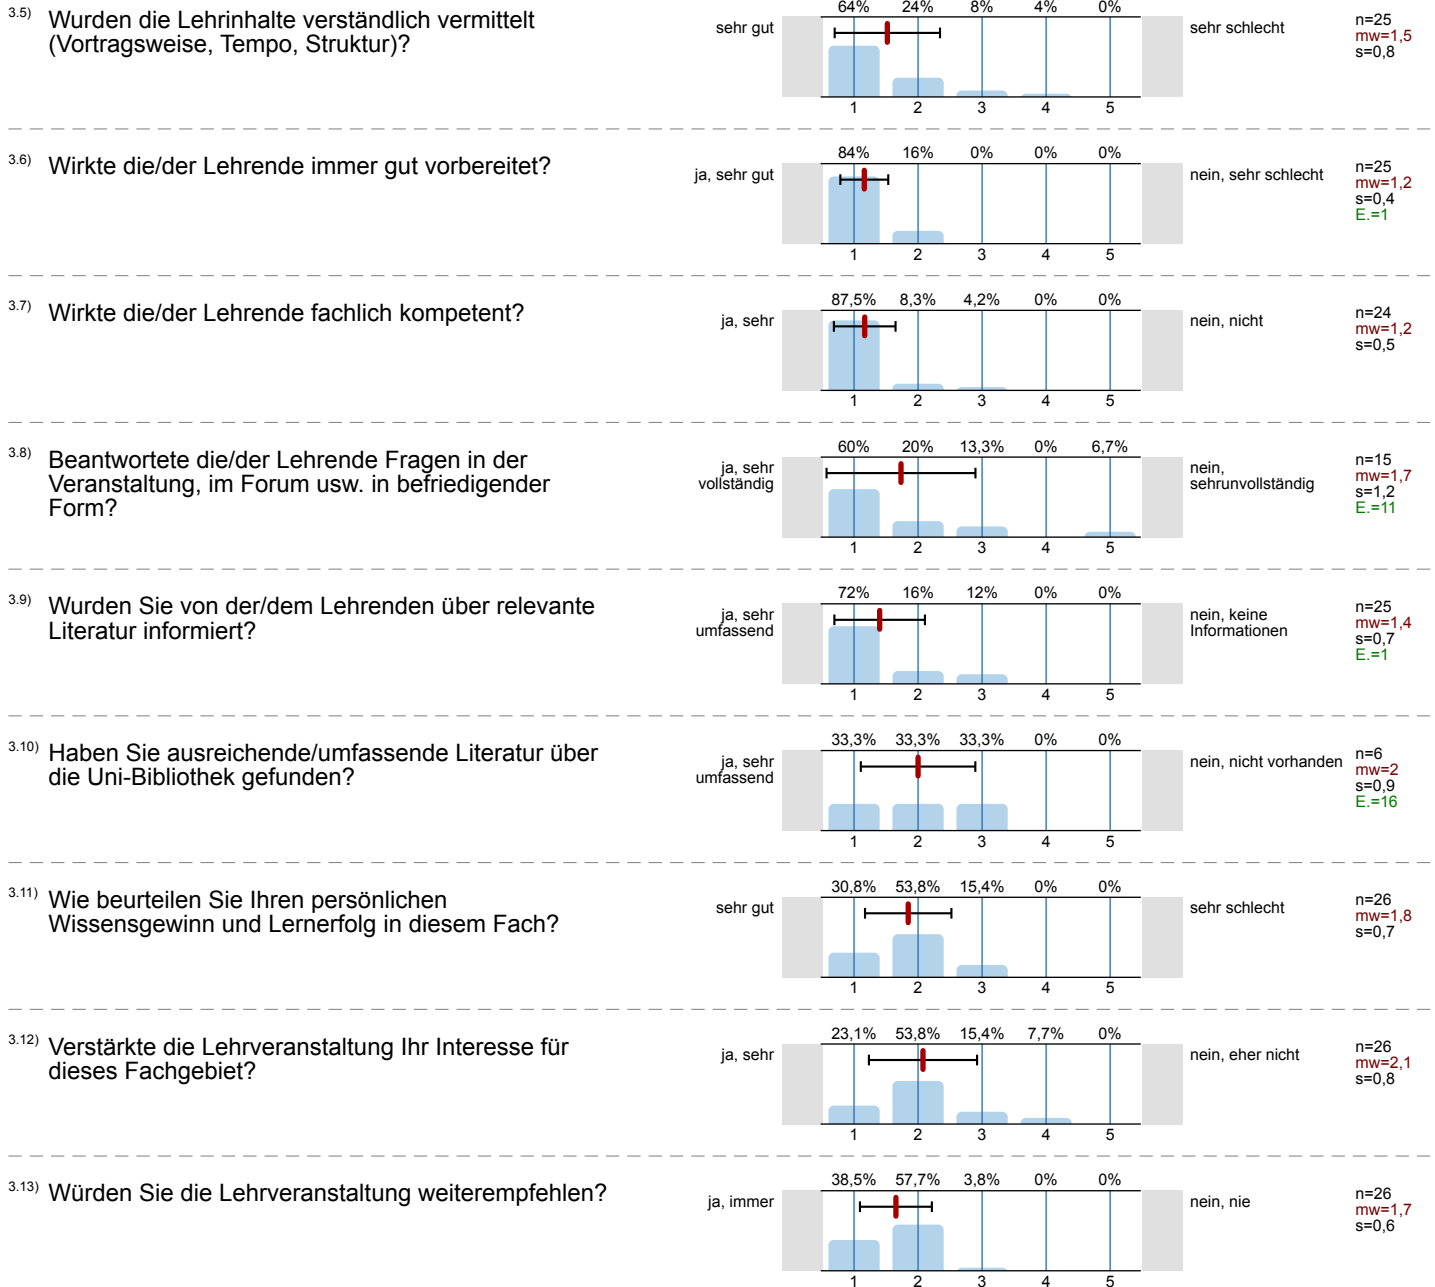 3.5) Wurden die Lehrinhalte verständlich vermittelt
(Vortragsweise, Tempo, Struktur)?
sehr gut
64% 24% 8% 4% 0%
1 2 3 4 5
sehr schlecht
n=25
mw=1,5
s=0,8
3.6) Wirkte die/der Lehrende immer gut vorbereitet?
ja, sehr gut
84% 16% 0% 0% 0%
1 2 3 4 5
nein, sehr schlecht
n=25
mw=1,2
s=0,4
E.=1
3.7) Wirkte die/der Lehrende fachlich kompetent?
ja, sehr
87,5% 8,3% 4,2% 0% 0%
1 2 3 4 5
nein, nicht
n=24
mw=1,2
s=0,5
3.8) Beantwortete die/der Lehrende Fragen in der
Veranstaltung, im Forum usw. in befriedigender
Form?
ja, sehr
vollständig
60% 20% 13,3% 0% 6,7%
1 2 3 4 5
nein,
sehrunvollständig
n=15
mw=1,7
s=1,2
E.=11
3.9) Wurden Sie von der/dem Lehrenden über relevante
Literatur informiert?
ja, sehr
umfassend
72% 16% 12% 0% 0%
1 2 3 4 5
nein, keine
Informationen
n=25
mw=1,4
s=0,7
E.=1
3.10) Haben Sie ausreichende/umfassende Literatur über
die Uni-Bibliothek gefunden?
ja, sehr
umfassend
33,3% 33,3% 33,3% 0% 0%
1 2 3 4 5
nein, nicht vorhanden
n=6
mw=2
s=0,9
E.=16
3.11) Wie beurteilen Sie Ihren persönlichen
Wissensgewinn und Lernerfolg in diesem Fach?
sehr gut
30,8% 53,8% 15,4% 0% 0%
1 2 3 4 5
sehr schlecht
n=26
mw=1,8
s=0,7
3.12) Verstärkte die Lehrveranstaltung Ihr Interesse für
dieses Fachgebiet?
ja, sehr
23,1% 53,8% 15,4% 7,7% 0%
1 2 3 4 5
nein, eher nicht
n=26
mw=2,1
s=0,8
3.13) Würden Sie die Lehrveranstaltung weiterempfehlen?
ja, immer
38,5% 57,7% 3,8% 0% 0%
1 2 3 4 5
nein, nie
n=26
mw=1,7
s=0,6